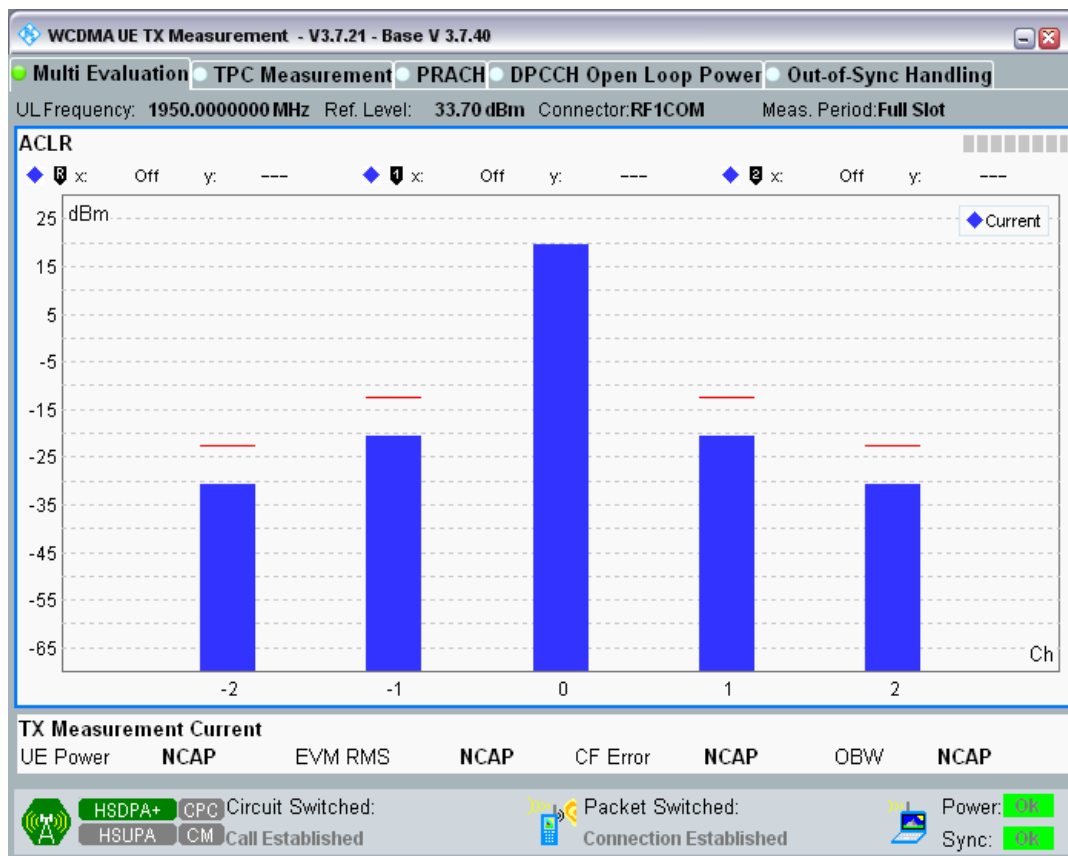 WCDMA UE TX Measurement - V3.7.21 - Base V 3.7.40
Multi Evaluation TPC Measurement PRACH DPCCH Open Loop Power Out-of-Sync Handling
UL Frequency: 1950.0000000 MHz Ref. Level: 33.70 dBm Connector:RF1COM Meas. Period:Full Slot
ACLR
R x: Off y: --- 1 x: Off y: --- 2 x: Off y: ---
25 dBm
Current
15
5
-5
-15
-25
-35
-45
-55
-65
Ch
-2 -1 0 1 2
TX Measurement Current
UE Power NCAP EVM RMS NCAP CF Error NCAP OBW NCAP
HSDPA+ CPC Circuit Switched: Packet Switched: Power: OK
HSUPA CM Call Established Connection Established Sync: OK